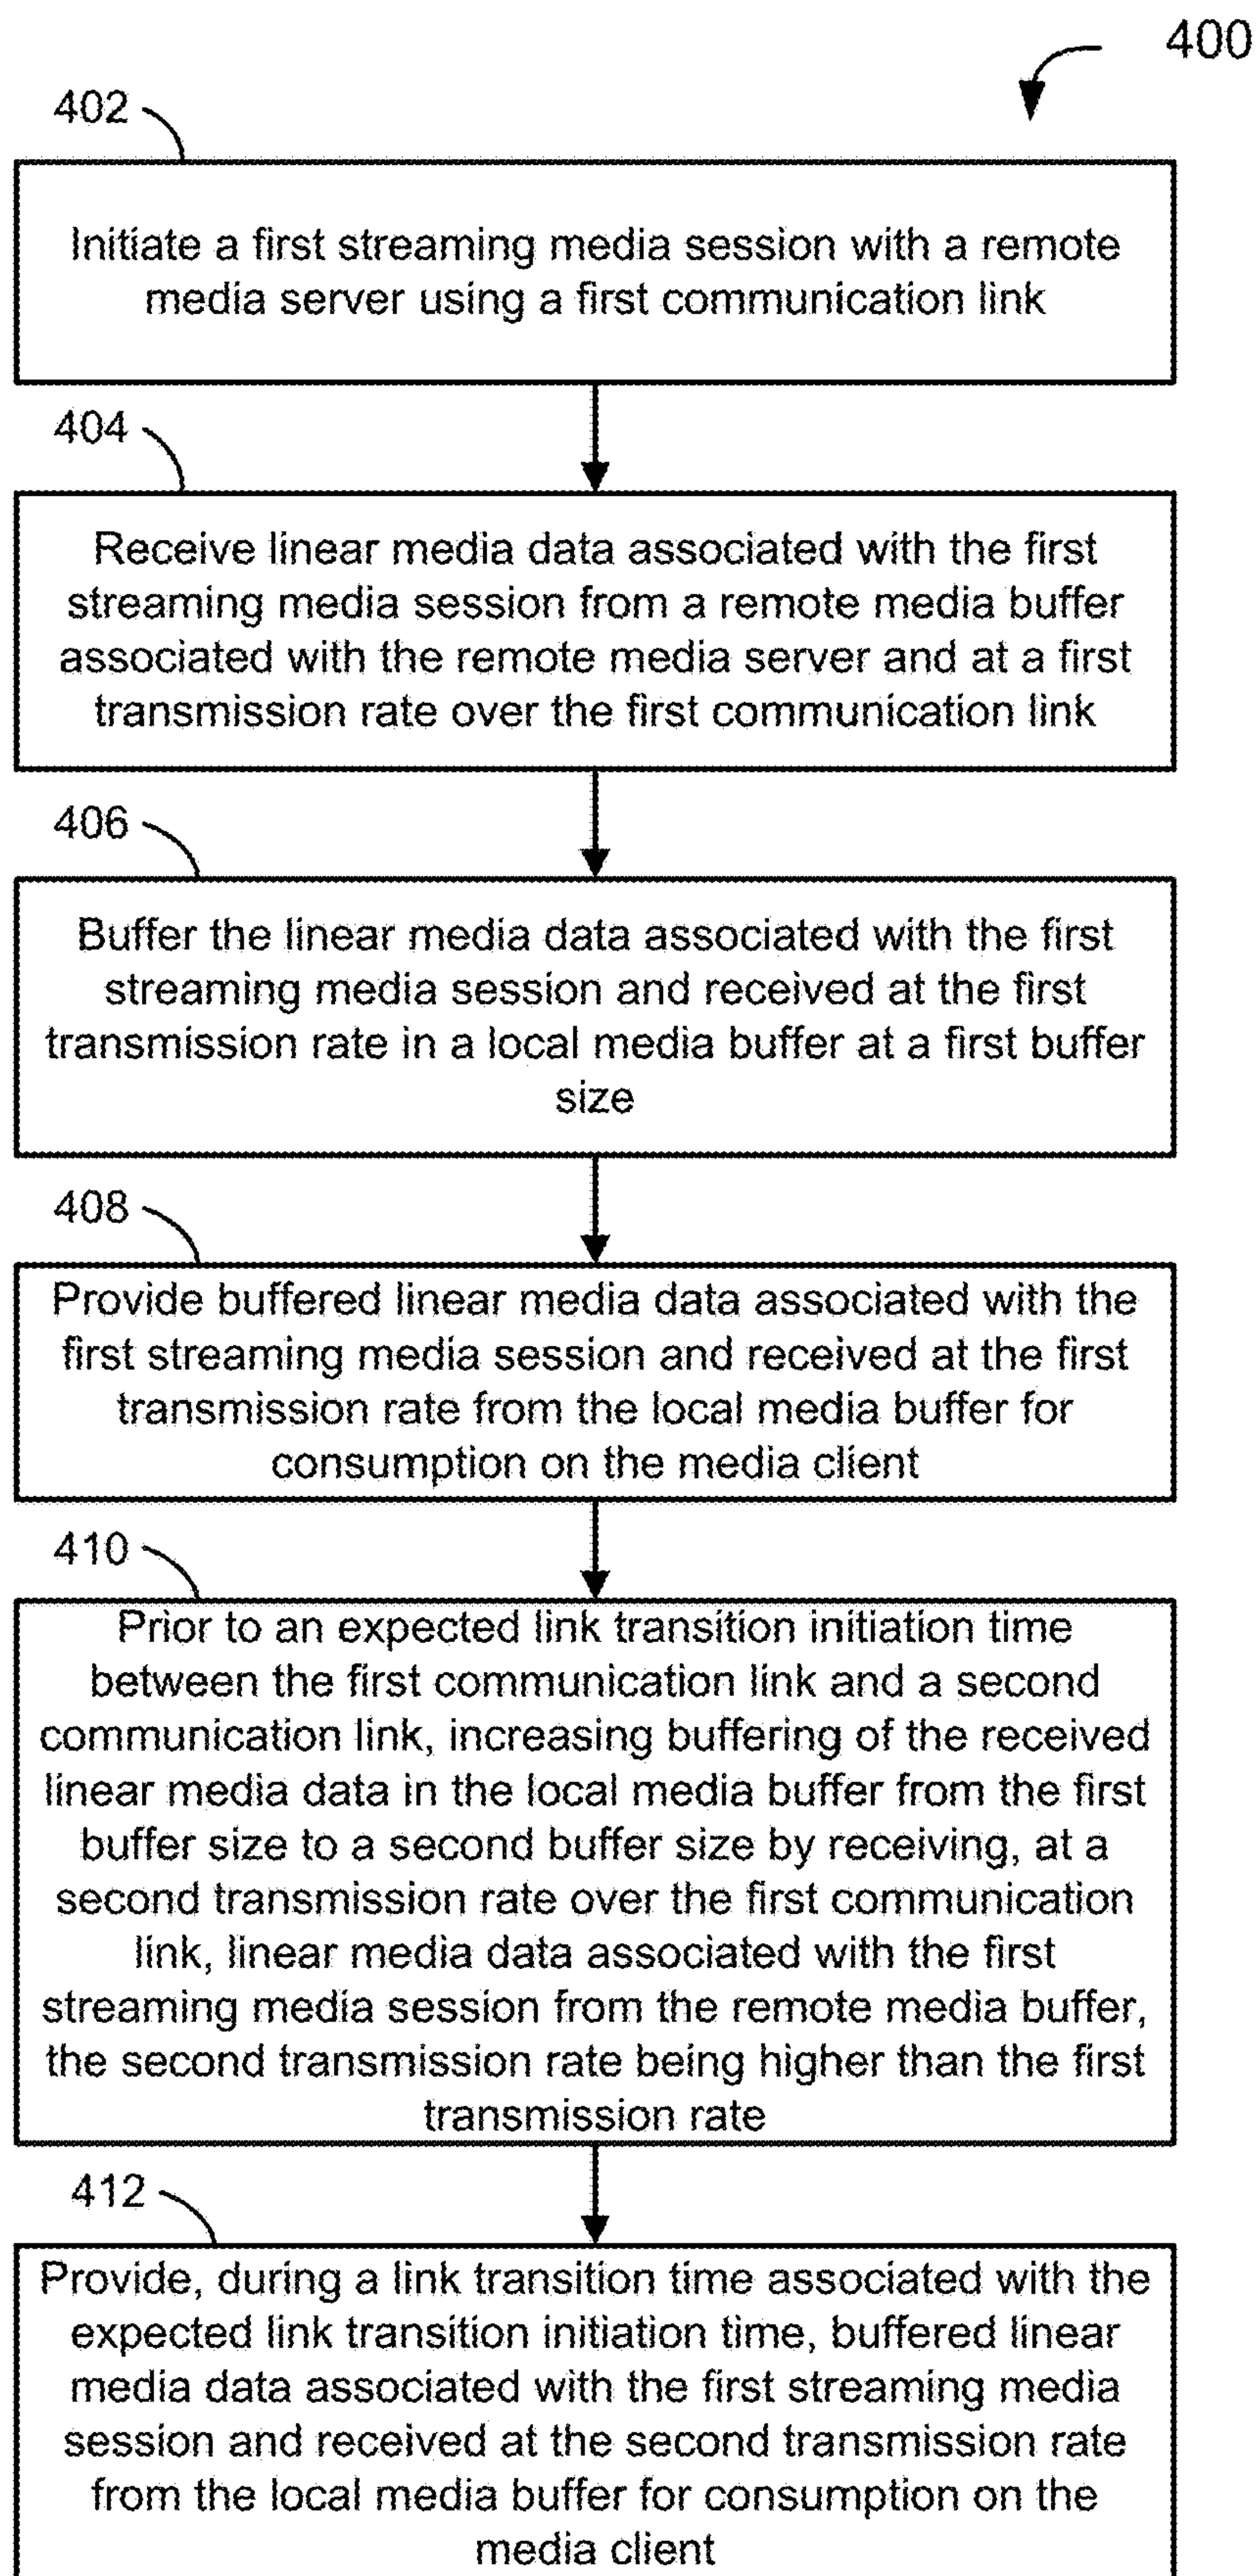 400
402
Initiate a first streaming media session with a remote
media server using a first communication link
404
Receive linear media data associated with the first
streaming media session from a remote media buffer
associated with the remote media server and at a first
transmission rate over the first communication link
406
Buffer the linear media data associated with the first
streaming media session and received at the first
transmission rate in a local media buffer at a first buffer
size
408
Provide buffered linear media data associated with the
first streaming media session and received at the first
transmission rate from the local media buffer for
consumption on the media client
410
Prior to an expected link transition initiation time
between the first communication link and a second
communication link, increasing buffering of the received
linear media data in the local media buffer from the first
buffer size to a second buffer size by receiving, at a
second transmission rate over the first communication
link, linear media data associated with the first
streaming media session from the remote media buffer,
the second transmission rate being higher than the first
transmission rate
412
Provide, during a link transition time associated with the
expected link transition initiation time, buffered linear
media data associated with the first streaming media
session and received at the second transmission rate
from the local media buffer for consumption on the
media client